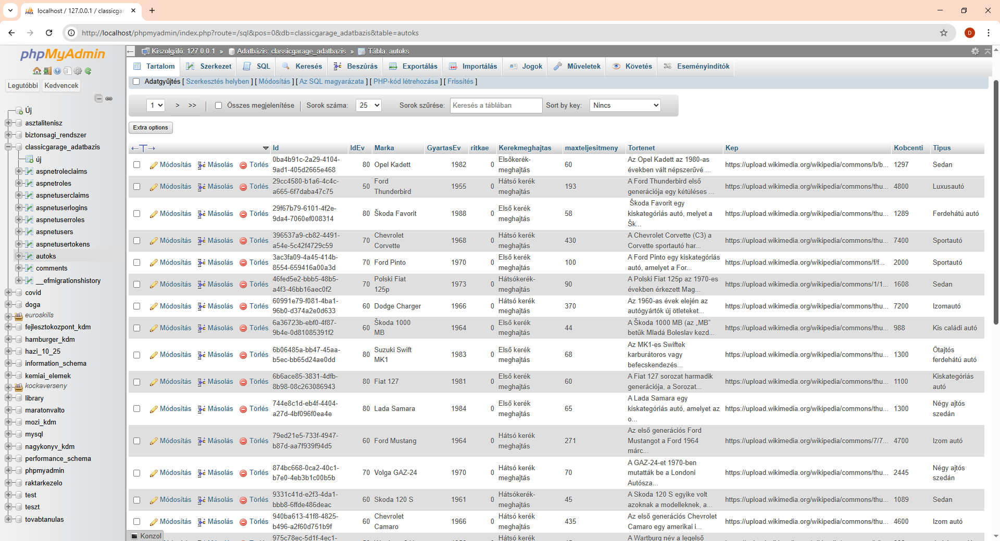 localhost / 127.0.0.1 / classicgar
http://localhost/phpmyadmin/index.php?route=/sql&pos=0&db=classicgarage_adatbazis&table=autoks
D
phpMyAdmin
Legutóbbi Kedvencek
Új
asztalitenisz
biztonsagi_rendszer
classicgarage_adatbazis
új
aspnetroleclaims
aspnetroles
aspnetuserclaims
aspnetuserlogins
aspnetuserroles
aspnetusers
aspnetusertokens
autoks
comments
__efmigrationshistory
covid
doga
euroskills
fejlesztokozpont_kdm
hamburger_kdm
hazi_10_25
information_schema
kemiai_elemek
kockaverseny
library
maratonvalto
mozi_kdm
mysql
nagykonyv_kdm
performance_schema
phpmyadmin
raktarkezelo
test
teszt
tovabtanulas
Kiszolgáló: 127.0.0.1 » Adatbázis: classicgarage_adatbazis » Tábla: autoks
Tartalom Szerkezet SQL Keresés Beszúrás Exportálás Importálás Jogok Műveletek Követés Eseményindítók
Adatgyűjtés [ Szerkesztés helyben ] [ Módosítás ] [ Az SQL magyarázata ] [ PHP-kód létrehozása ] [ Frissítés ]
1 > >> | Összes megjelenítése | Sorok száma: 25 Sorok szűrése: Keresés a táblában Sort by key: Nincs
Extra options
←T→ Id IdEv Marka GyartasEv ritkae Kerekmeghajtas maxteljesitmeny Tortenet Kep Kobcenti Tipus
Módosítás Másolás Törlés 0ba4b91c-2a29-4104-9ad1-405d2665e468 80 Opel Kadett 1982 0 Elsőkerék-meghajtás 60 Az Opel Kadett az 1980-as években vált népszerűvé ... https://upload.wikimedia.org/wikipedia/commons/b/b... 1297 Sedan
Módosítás Másolás Törlés 29cc4580-b1a6-4c4c-a665-6f7daba47c75 50 Ford Thunderbird 1955 0 Hátsó kerék meghajtás 193 A Ford Thunderbird első generációja egy kétüléses ... https://upload.wikimedia.org/wikipedia/commons/thu... 4800 Luxusautó
Módosítás Másolás Törlés 29f67b79-6101-4f2e-9da4-7060ef008314 80 Škoda Favorit 1988 0 Első kerék meghajtás 58 Škoda Favorit egy kiskategóriás autó, melyet a Šk... https://upload.wikimedia.org/wikipedia/commons/thu... 1289 Ferdehátú autó
Módosítás Másolás Törlés 396537a9-cb82-4491-a54e-5c42f4729c59 70 Chevrolet Corvette 1968 0 Hátsó kerék meghajtás 430 A Chevrolet Corvette (C3) a Corvette sportautó har... https://upload.wikimedia.org/wikipedia/commons/thu... 7400 Sportautó
Módosítás Másolás Törlés 3ac3fa09-4a45-414b-8554-659416a00a3d 70 Ford Pinto 1970 0 Első kerék meghajtás 100 A Ford Pinto egy kiskategóriás autó, amelyet a For... https://upload.wikimedia.org/wikipedia/commons/f/f... 2000 Sportautó
Módosítás Másolás Törlés 46fed5e2-bbb5-48b5-a4f3-46bb16aec0f2 70 Polski Fiat 125p 1973 0 Hátsókerék-meghajtás 90 A Polski Fiat 125p az 1970-es években érkezett Mag... https://upload.wikimedia.org/wikipedia/commons/1/1... 1608 Sedan
Módosítás Másolás Törlés 60991e79-f081-4ba1-96b0-d374a2e0d633 60 Dodge Charger 1966 0 Hátsó kerék meghajtás 370 Az 1960-as évek elején az autógyártók új ötleteket... https://upload.wikimedia.org/wikipedia/commons/thu... 7200 Izomautó
Módosítás Másolás Törlés 6a36723b-ebf0-4f87-9b4e-0d81085391f2 60 Škoda 1000 MB 1964 0 Első kerék meghajtás 44 A Škoda 1000 MB (az „MB” betűk Mladá Boleslav kezd... https://upload.wikimedia.org/wikipedia/commons/thu... 988 Kis caládi autó
Módosítás Másolás Törlés 6b06485a-bb47-45aa-b5ec-bb65d24ae0dd 80 Suzuki Swift MK1 1983 0 Első kerék meghajtás 68 Az MK1-es Swiftek karburátoros vagy befecskendezés... https://upload.wikimedia.org/wikipedia/commons/thu... 1300 Ötajtós ferdehátú autó
Módosítás Másolás Törlés 6b6ace85-3831-4dfb-8b98-08c263086943 80 Fiat 127 1981 0 Első kerék meghajtás 60 A Fiat 127 sorozat harmadik generációja, a Sorozat... https://upload.wikimedia.org/wikipedia/commons/thu... 1100 Kiskategóriás autó
Módosítás Másolás Törlés 744e8c1d-eb4f-4404-a27d-4bf096f0ea4e 80 Lada Samara 1984 0 Első kerék meghajtás 65 A Lada Samara egy kiskategóriás autó, amelyet az o... https://upload.wikimedia.org/wikipedia/commons/thu... 1300 Négy ajtós szedán
Módosítás Másolás Törlés 79ed21e5-733f-4947-b87d-aa7f939f94d5 60 Ford Mustang 1964 0 Hátsó kerék meghajtás 271 Az első generációs Ford Mustangot a Ford 1964 márc... https://upload.wikimedia.org/wikipedia/commons/7/7... 4700 Izom autó
Módosítás Másolás Törlés 874bc668-0ca2-40c1-b7e0-4eb3b1c00b5b 70 Volga GAZ-24 1970 0 Hátsó kerék meghajtás 70 A GAZ-24-et 1970-ben mutatták be a Londoni Autósza... https://upload.wikimedia.org/wikipedia/commons/thu... 2445 Négy ajtós szedán
Módosítás Másolás Törlés 9331c41d-e2f3-4da1-bbb8-6ffde486deac 60 Skoda 120 S 1961 0 Hátsókerék-meghajtás 45 A Skoda 120 S egyike volt azoknak a modelleknek, a... https://upload.wikimedia.org/wikipedia/commons/thu... 1089 Sedan
Módosítás Másolás Törlés 940ba613-41f8-4825-b496-a2f60d751b9f 60 Chevrolet Camaro 1966 0 Hátsó kerék meghajtás 435 Az első generációs Chevrolet Camaro egy amerikai i... https://upload.wikimedia.org/wikipedia/commons/thu... 4600 Izom autó
975c78ec-5d1f-4ec1- Hátsó kerék A Wartburg név a legelső
Konzol